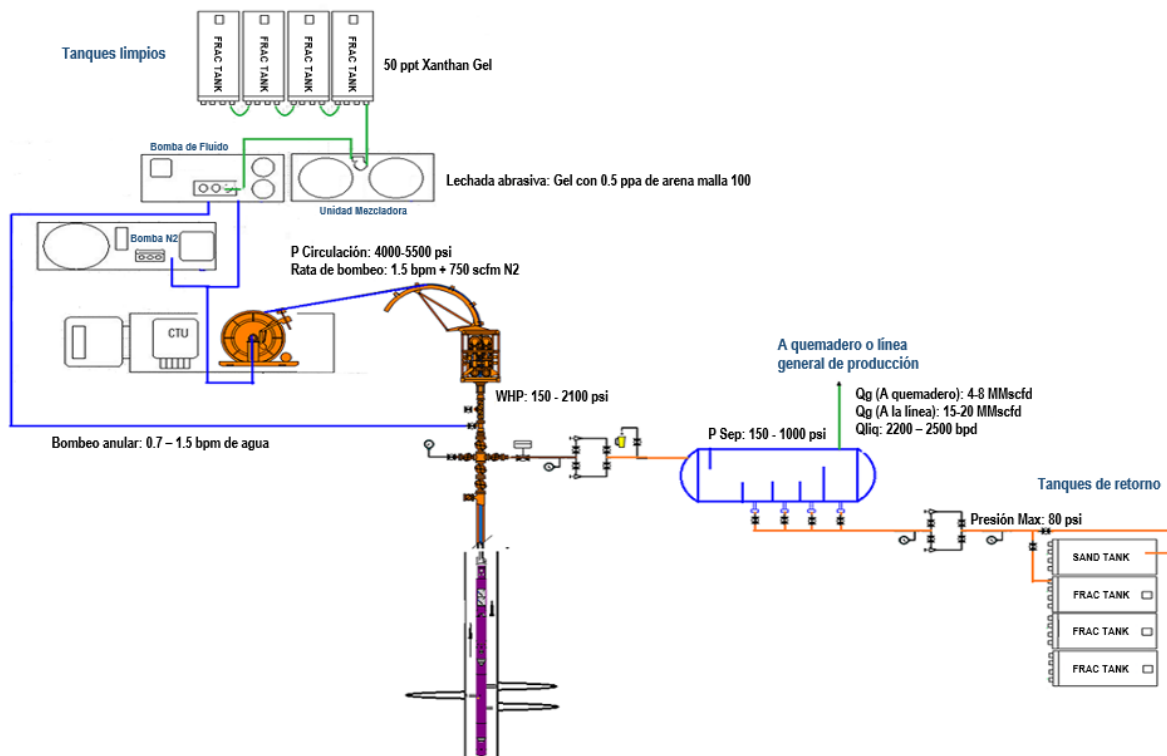 Tanques limpios
FRAC TANK
FRAC TANK
FRAC TANK
FRAC TANK
50 ppt Xanthan Gel
Bomba de Fluído
Unidad Mezcladora
Lechada abrasiva: Gel con 0.5 ppa de arena malla 100
Bomba N2
P Circulación: 4000-5500 psi
Rata de bombeo: 1.5 bpm + 750 scfm N2
CTU
WHP: 150 - 2100 psi
Bombeo anular: 0.7 – 1.5 bpm de agua
A quemadero o línea
general de producción
Qg (A quemadero): 4-8 MMscfd
Qg (A la línea): 15-20 MMscfd
Qliq: 2200 – 2500 bpd
P Sep: 150 - 1000 psi
Tanques de retorno
Presión Max: 80 psi
SAND TANK
FRAC TANK
FRAC TANK
FRAC TANK